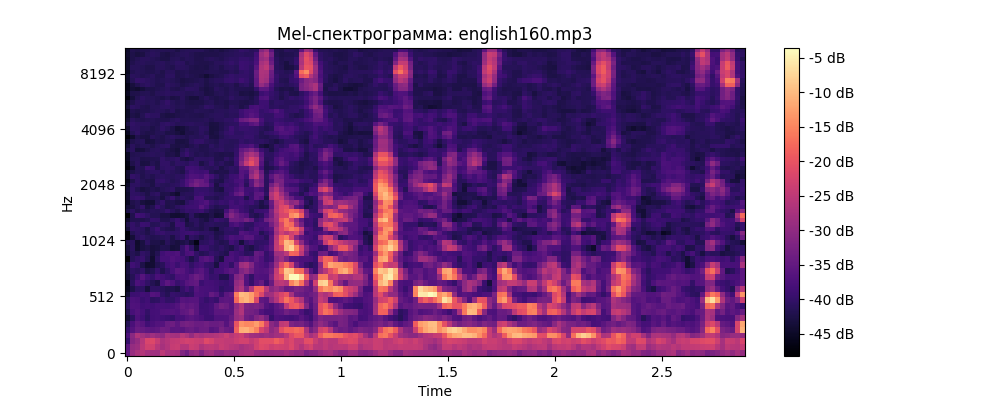 Mel-спектрограмма: english160.mp3
Hz
8192
4096
2048
1024
512
0
0
0.5
1
1.5
2
2.5
Time
-5 dB
-10 dB
-15 dB
-20 dB
-25 dB
-30 dB
-35 dB
-40 dB
-45 dB